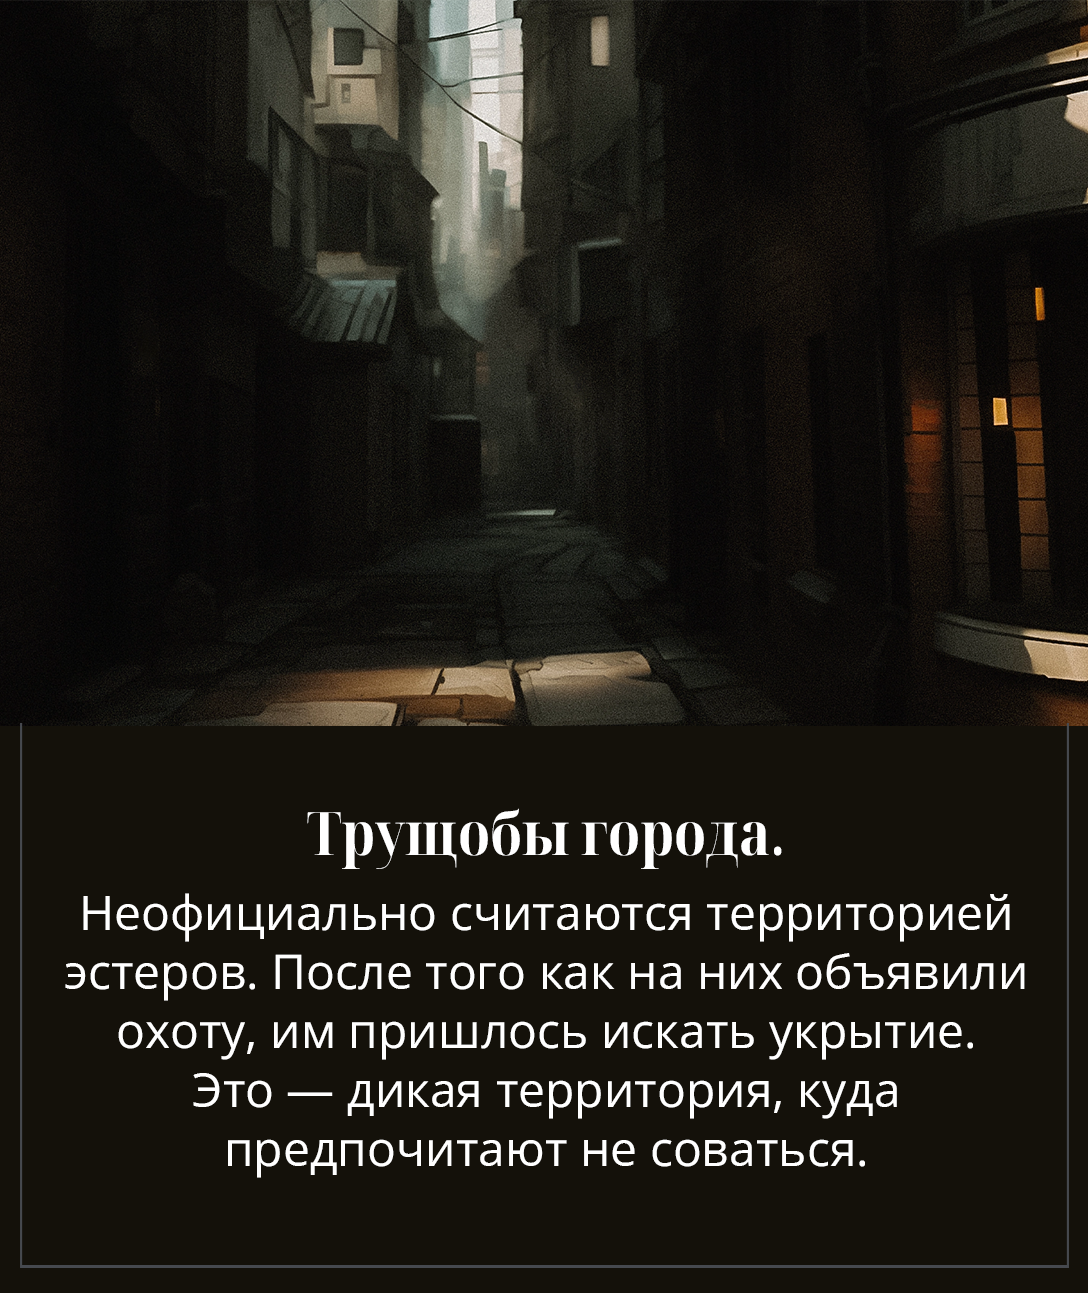 Трущобы города.
Неофициально считаются территорией
эстеров. После того как на них объявили
охоту, им пришлось искать укрытие.
Это — дикая территория, куда
предпочитают не соваться.